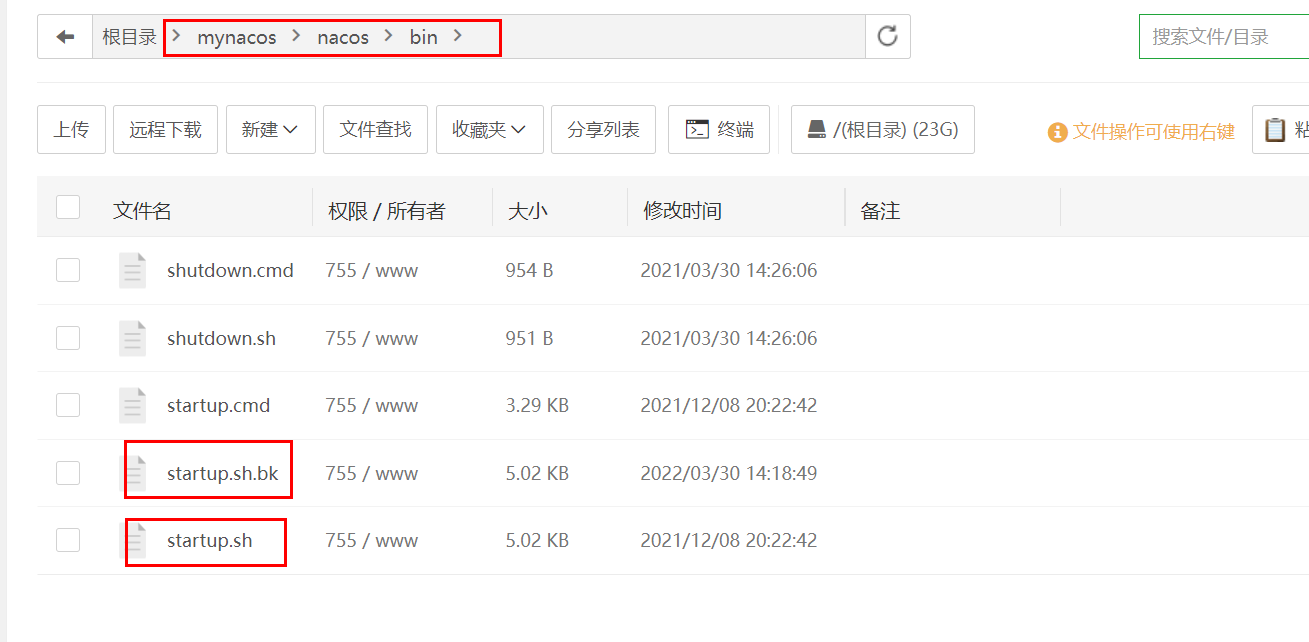 根目录 > mynacos > nacos > bin > 搜索文件/目录
上传 远程下载 新建 文件查找 收藏夹 分享列表 终端 /(根目录) (23G) 文件操作可使用右键 粘
文件名 权限 / 所有者 大小 修改时间 备注
shutdown.cmd 755 / www 954 B 2021/03/30 14:26:06
shutdown.sh 755 / www 951 B 2021/03/30 14:26:06
startup.cmd 755 / www 3.29 KB 2021/12/08 20:22:42
startup.sh.bk 755 / www 5.02 KB 2022/03/30 14:18:49
startup.sh 755 / www 5.02 KB 2021/12/08 20:22:42